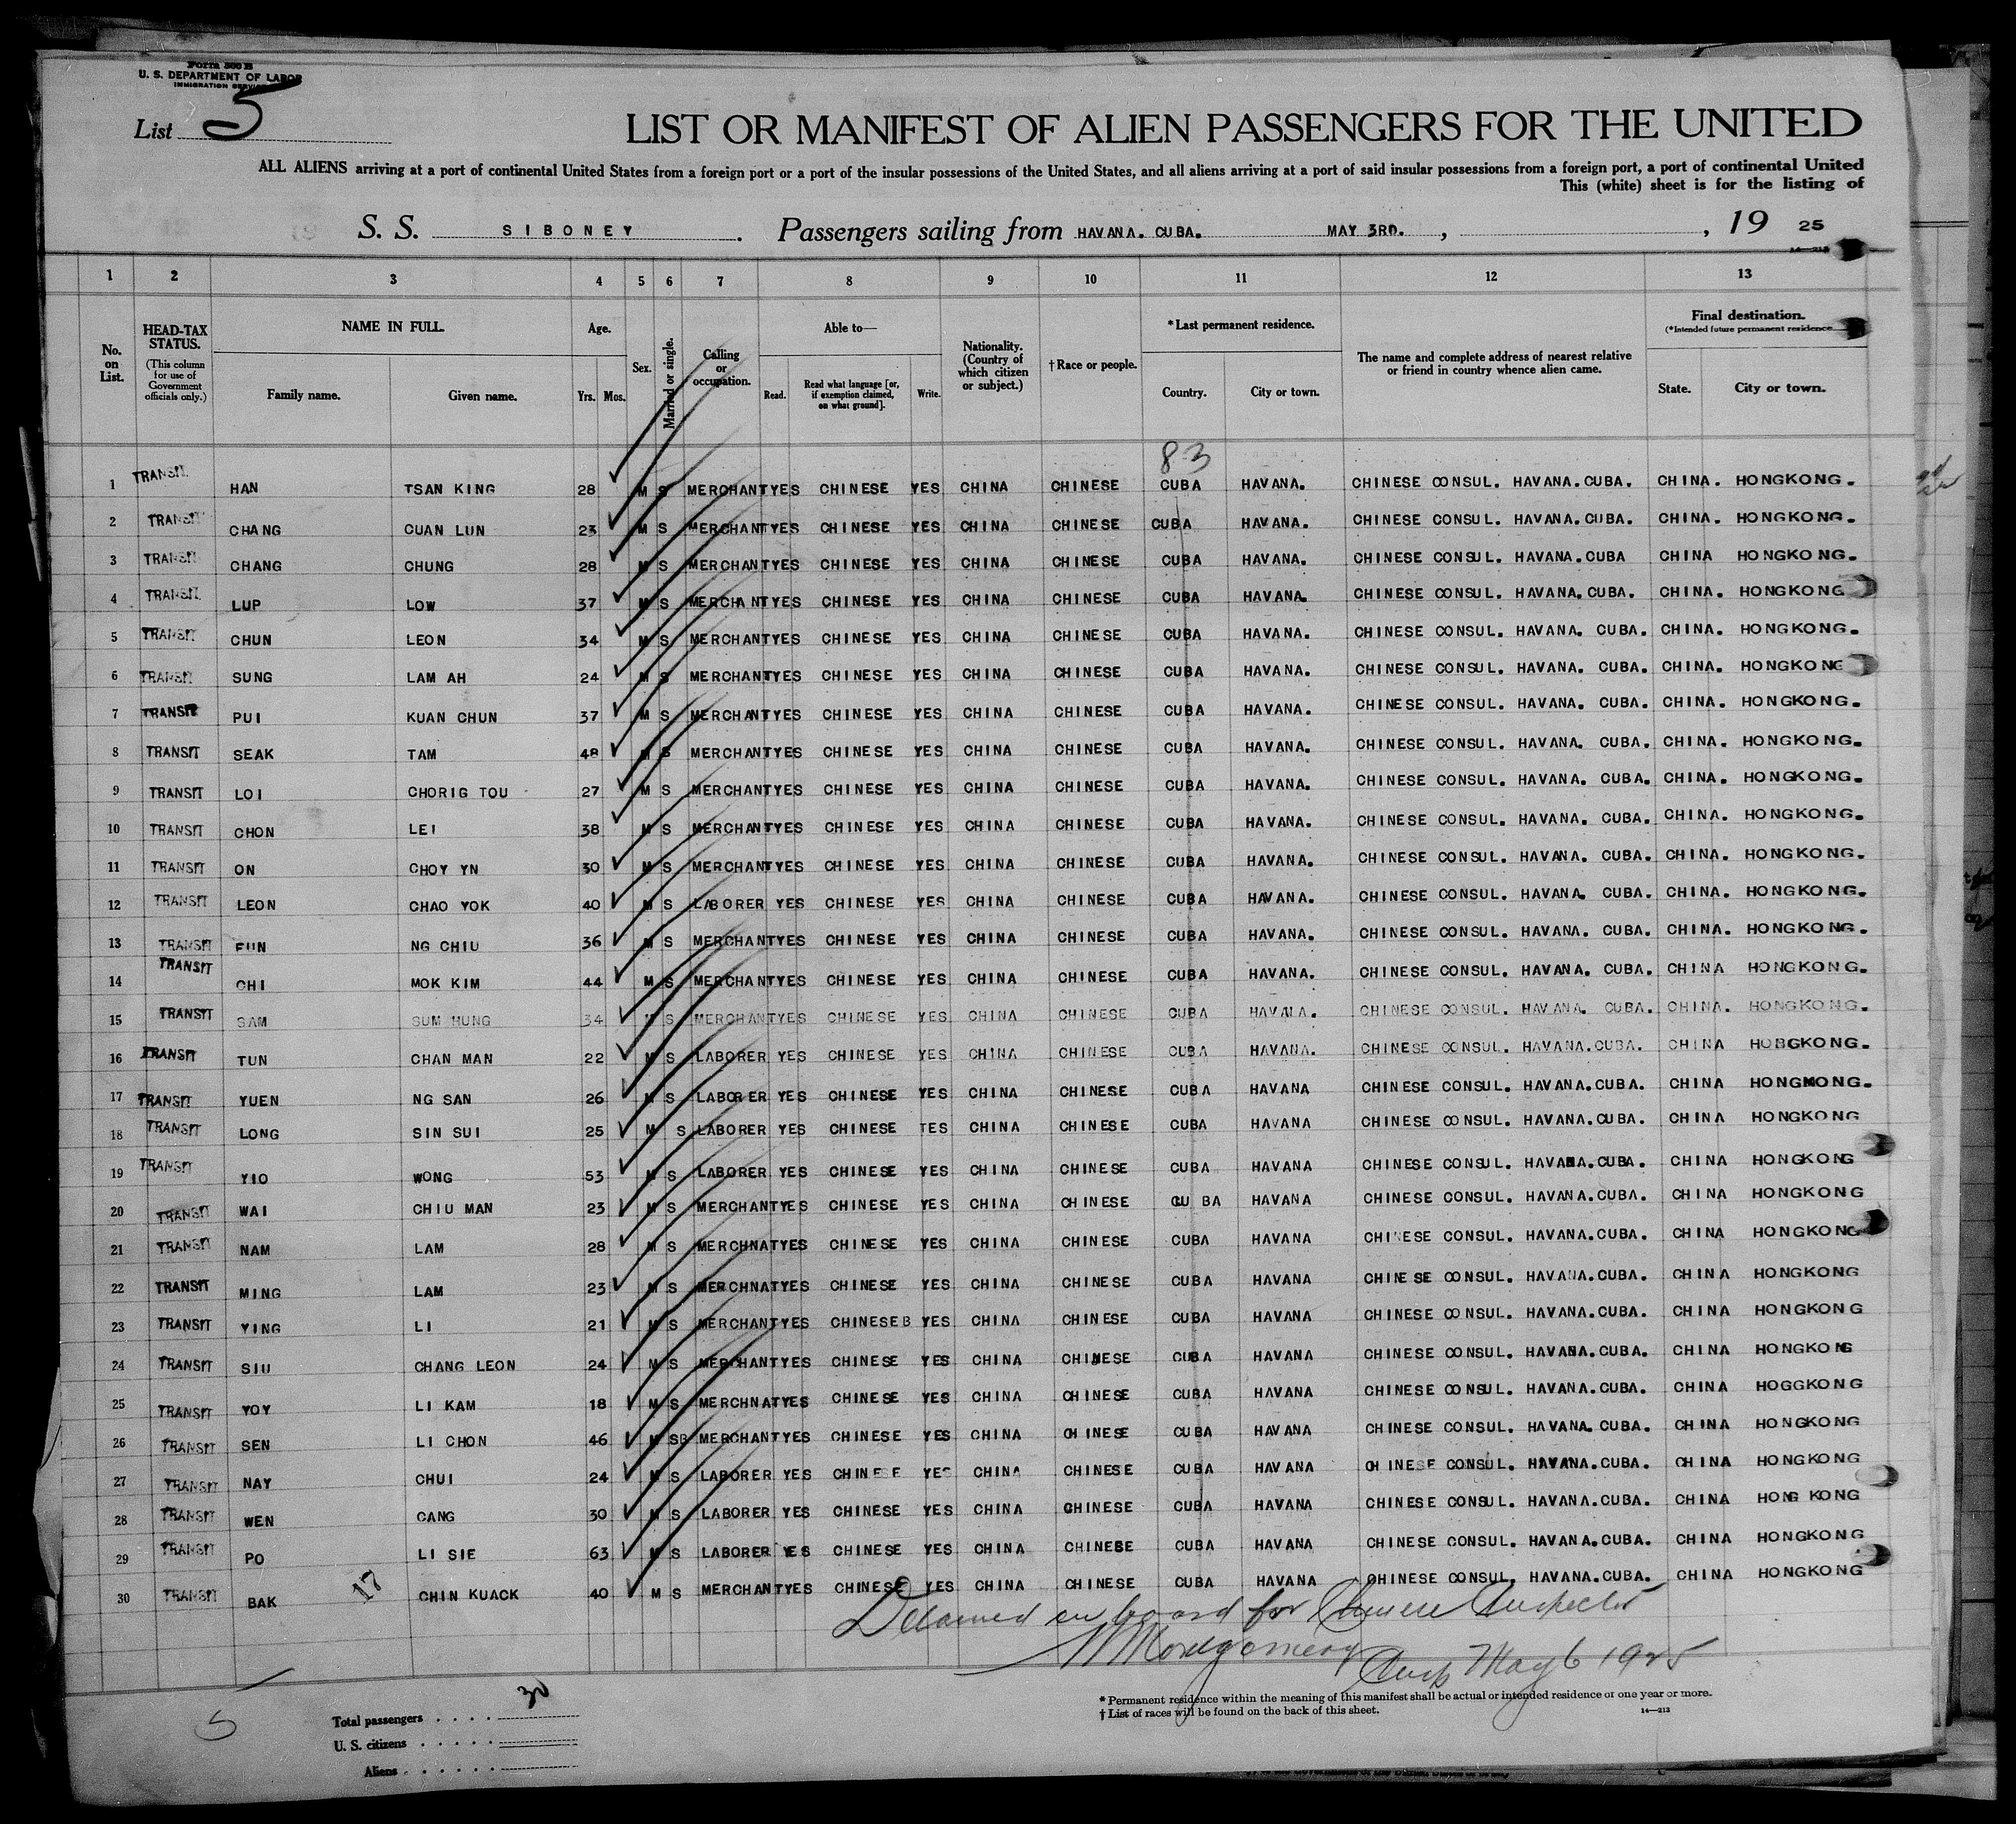 Form 500 B
U. S. DEPARTMENT OF LABOR
IMMIGRATION SERVICE
List 5
LIST OR MANIFEST OF ALIEN PASSENGERS FOR THE UNITED
ALL ALIENS arriving at a port of continental United States from a foreign port or a port of the insular possessions of the United States, and all aliens arriving at a port of said insular possessions from a foreign port, a port of continental United
This (white) sheet is for the listing of
S. S. SIBONEY. Passengers sailing from HAVANA. CUBA. MAY 3RD. , , 19 25
14—213
1 2 3 4 5 6 7 8 9 10 11 12 13
No. on List. HEAD-TAX STATUS. (This column for use of Government officials only.) NAME IN FULL. Family name. Given name. Age. Yrs. Mos. Sex. Married or single. Calling or occupation. Able to— Read. Read what language [or, if exemption claimed, on what ground]. Write. Nationality. (Country of which citizen or subject.) † Race or people. *Last permanent residence. Country. City or town. The name and complete address of nearest relative or friend in country whence alien came. Final destination. (*Intended future permanent residence State. City or town.
83
1 TRANSIT. HAN TSAN KING 28 M S MERCHANT YES CHINESE YES CHINA CHINESE CUBA HAVANA. CHINESE CONSUL. HAVANA.CUBA. CHINA. HONGKONG.
2 TRANSIT CHANG CUAN LUN 23 M S MERCHANT YES CHINESE YES CHINA CHINESE CUBA HAVANA. CHINESE CONSUL. HAVANA.CUBA. CHINA. HONGKONG.
3 TRANSIT CHANG CHUNG 28 M S MERCHANT YES CHINESE YES CHINA CHINESE CUBA HAVANA. CHINESE CONSUL. HAVANA.CUBA CHINA HONGKONG.
4 TRANSIT. LUP LOW 37 M S MERCHANT YES CHINESE YES CHINA CHINESE CUBA HAVANA. CHINESE CONSUL. HAVANA.CUBA. CHINA. HONGKONG
5 TRANSIT CHUN LEON 34 M S MERCHANT YES CHINESE YES CHINA CHINESE CUBA HAVANA. CHINESE CONSUL. HAVANA. CUBA. CHINA. HONGKONG.
6 TRANSIT SUNG LAM AH 24 M S MERCHANT YES CHINESE YES CHINA CHINESE CUBA HAVANA. CHINESE CONSUL. HAVANA. CUBA. CHINA. HONGKONG
7 TRANSIT PUI KUAN CHUN 37 M S MERCHANT YES CHINESE YES CHINA CHINESE CUBA HAVANA. CHINESE CONSUL. HAVANA. CUBA. CHINA. HONGKONG.
8 TRANSIT SEAK TAM 48 M S MERCHANT YES CHINESE YES CHINA CHINESE CUBA HAVANA. CHINESE CONSUL. HAVANA. CUBA. CHINA. HONGKONG.
9 TRANSIT LOI CHORIG TOU 27 M S MERCHANT YES CHINESE YES CHINA CHINESE CUBA HAVANA. CHINESE CONSUL. HAVANA. CUBA. CHINA. HONGKONG.
10 TRANSIT CHON LEI 38 M S MERCHANT YES CHINESE YES CHINA CHINESE CUBA HAVANA. CHINESE CONSUL. HAVANA. CUBA. CHINA. HONGKONG.
11 TRANSIT ON CHOY YN 30 M S MERCHANT YES CHINESE YES CHINA CHINESE CUBA HAVANA. CHINESE CONSUL. HAVANA. CUBA. CHINA. HONGKONG.
12 TRANSIT LEON CHAO YOK 40 M S LABORER YES CHINESE YES CHINA CHINESE CUBA HAVANA. CHINESE CONSUL. HAVANA. CUBA. CHINA. HONGKONG.
13 TRANSIT FUN NG CHIU 36 M S MERCHANT YES CHINESE YES CHINA CHINESE CUBA HAVANA. CHINESE CONSUL. HAVANA. CUBA. CHINA. HONGKONG.
14 TRANSIT CHI MOK KIM 44 M S MERCHANT YES CHINESE YES CHINA CHINESE CUBA HAVANA. CHINESE CONSUL. HAVANA. CUBA. CHINA HONGKONG.
15 TRANSIT SAM SUM HUNG 34 M S MERCHANT YES CHINESE YES CHINA CHINESE CUBA HAVALA. CHINESE CONSUL. HAVANA. CUBA. CHINA. HONGKONG.
16 TRANSIT TUN CHAN MAN 22 M S LABORER YES CHINESE YES CHINA CHINESE CUBA HAVANA. CHINESE CONSUL. HAVANA.CUBA. CHINA HOBGKONG.
17 TRANSIT YUEN NG SAN 26 M S LABORER YES CHINESE YES CHINA CHINESE CUBA HAVANA CHINESE CONSUL. HAVANA.CUBA. CHINA HONGMONG.
18 TRANSIT LONG SIN SUI 25 M S LABORER YES CHINESE TES CHINA CHINESE CUBA HAVANA CHINESE CONSUL. HAVANA.CUBA. CHINA HONGKONG
19 TRANSIT YIO WONG 53 M S LABORER YES CHINESE YES CHINA CHINESE CUBA HAVANA CHINESE CONSUL. HAVANA.CUBA. CHINA HONGKONG
20 TRANSIT WAI CHIU MAN 23 M S MERCHANT YES CHINESE YES CHINA CHINESE CU BA HAVANA CHINESE CONSUL. HAVANA.CUBA. CHINA HONGKONG
21 TRANSIT NAM LAM 28 M S MERCHNAT YES CHINESE YES CHINA CHINESE CUBA HAVANA CHINESE CONSUL. HAVANA.CUBA. CHINA HONGKONG
22 TRANSIT MING LAM 23 M S MERCHNAT YES CHINESE YES CHINA CHINESE CUBA HAVANA CHINESE CONSUL. HAVANA.CUBA. CHINA HONGKONG
23 TRANSIT YING LI 21 M S MERCHANT YES CHINESEB YES CHINA CHINESE CUBA HAVANA CHINESE CONSUL. HAVANA.CUBA. CHINA HONGKONG
24 TRANSIT SIU CHANG LEON 24 M S MERCHANT YES CHINESE YES CHINA CHINESE CUBA HAVANA CHINESE CONSUL. HAVANA.CUBA. CHINA HONGKONG
25 TRANSIT YOY LI KAM 18 M S MERCHNAT YES CHINESE YES CHINA CHINESE CUBA HAVANA CHINESE CONSUL. HAVANA.CUBA. CHINA HOGGKONG
26 TRANSIT SEN LI CHON 46 M S MERCHANT YES CHINESE YES CHINA CHINESE CUBA HAVANA CHINESE CONSUL. HAVANA.CUBA. CHINA HONGKONG
27 TRANSIT NAY CHUI 24 M S LABORER YES CHINESE YES CHINA CHINESE CUBA HAVANA CHINESE CONSUL. HAVANA.CUBA. CHINA HONGKONG
28 TRANSIT WEN CANG 30 M S LABORER YES CHINESE YES CHINA CHINESE CUBA HAVANA CHINESE CONSUL. HAVANA.CUBA. CHINA HONG KONG
29 TRANSIT PO LI SIE 63 M S LABORER YES CHINESE YES CHINA CHINEBE CUBA HAVANA CHINESE CONSUL. HAVANA.CUBA. CHINA HONGKONG
30 TRANSIT BAK 17 CHIN KUACK 40 M S MERCHANT YES CHINESE YES CHINA CHINESE CUBA HAVANA CHINESE CONSUL. HAVANA.CUBA. CHINA HONGKONG
Detained on board for Chinese Inspector
Montgomery Insp May 6 1925
5
Total passengers 30
U. S. citizens
Aliens
* Permanent residence within the meaning of this manifest shall be actual or intended residence of one year or more.
† List of races will be found on the back of this sheet.
14—213